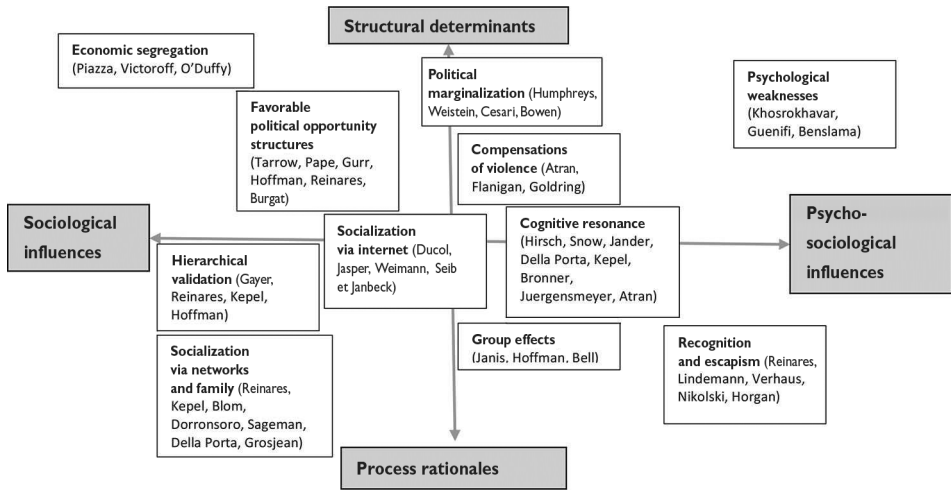 Structural determinants
Economic segregation
(Piazza, Victoroff, O'Duffy)
Political
marginalization (Humphreys,
Weistein, Cesari, Bowen)
Psychological
weaknesses
(Khosrokhavar,
Guenifi, Benslama)
Favorable
political opportunity
structures
(Tarrow, Pape, Gurr,
Hoffman, Reinares,
Burgat)
Compensations
of violence (Atran,
Flanigan, Goldring)
Sociological
influences
Socialization
via internet (Ducol,
Jasper, Weimann, Seib
et Janbeck)
Cognitive resonance
(Hirsch, Snow, Jander,
Della Porta, Kepel,
Bronner,
Juergensmeyer, Atran)
Psycho-
sociological
influences
Hierarchical
validation (Gayer,
Reinares, Kepel,
Hoffman)
Group effects
(Janis, Hoffman, Bell)
Recognition
and escapism (Reinares,
Lindemann, Verhaus,
Nikolski, Horgan)
Socialization
via networks
and family (Reinares,
Kepel, Blom,
Dorronsoro, Sageman,
Della Porta, Grosjean)
Process rationales